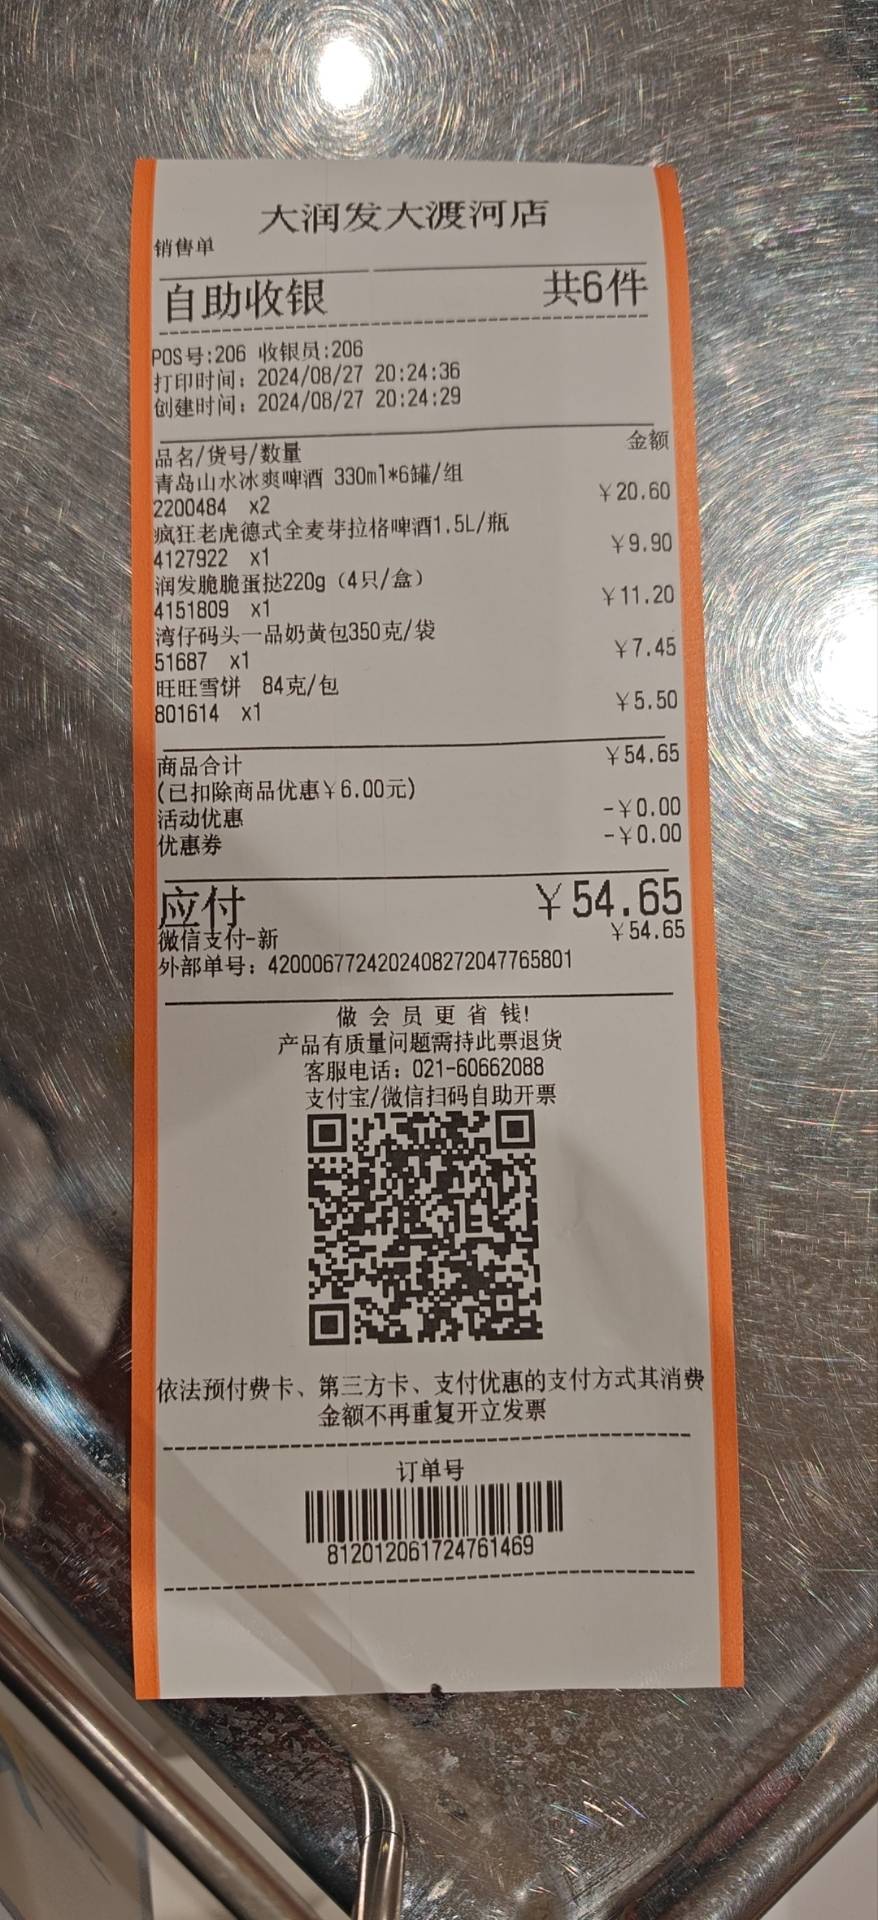 大润发大渡河店
销售单
自助收银 共6件
POS号:206 收银员:206
打印时间: 2024/08/27 20:24:36
创建时间: 2024/08/27 20:24:29
品名/货号/数量 金额
青岛山水冰爽啤酒 330ml*6罐/组
2200484 x2 ¥20.60
疯狂老虎德式全麦芽拉格啤酒1.5L/瓶
4127922 x1 ¥9.90
润发脆脆蛋挞220g（4只/盒）
4151809 x1 ¥11.20
湾仔码头一品奶黄包350克/袋
51687 x1 ¥7.45
旺旺雪饼 84克/包
801614 x1 ¥5.50
商品合计 ¥54.65
(已扣除商品优惠¥6.00元)
活动优惠 -¥0.00
优惠券 -¥0.00
应付 ¥54.65
微信支付-新 ¥54.65
外部单号: 4200067724202408272047765801
做会员更省钱!
产品有质量问题需持此票退货
客服电话: 021-60662088
支付宝/微信扫码自助开票
依法预付费卡、第三方卡、支付优惠的支付方式其消费
金额不再重复开立发票
订单号
812012061724761469